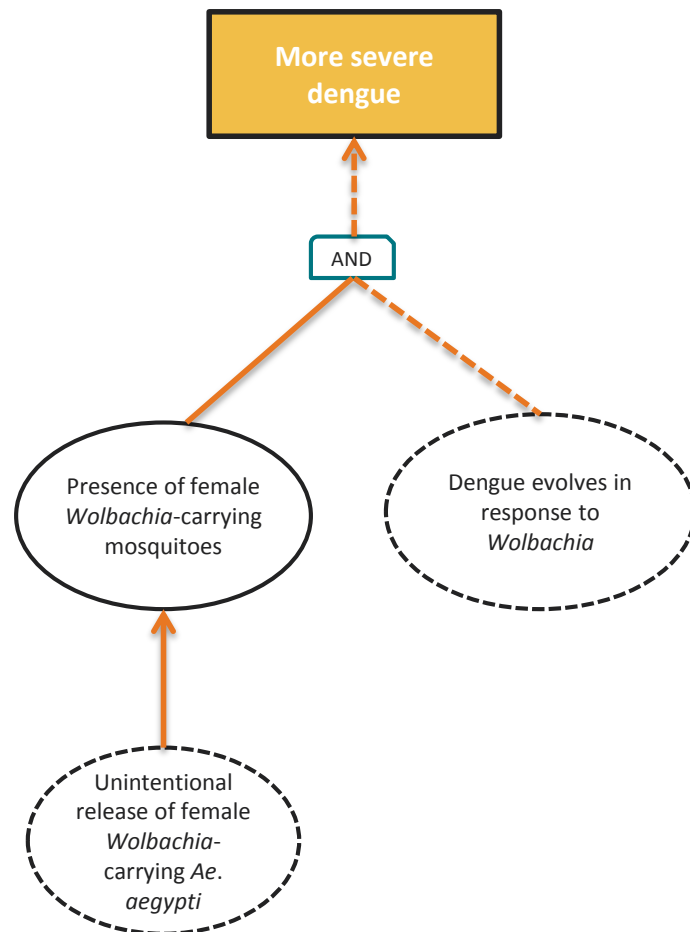 More severe
dengue
AND
Presence of female
Wolbachia-carrying
mosquitoes
Dengue evolves in
response to
Wolbachia
Unintentional
release of female
Wolbachia-
carrying Ae.
aegypti